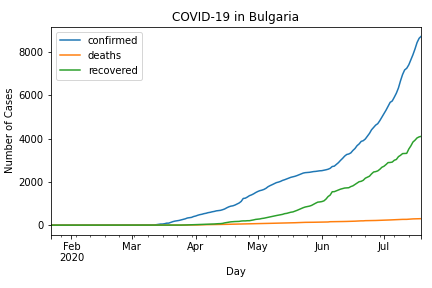 COVID-19 in Bulgaria
confirmed
deaths
recovered
8000
6000
4000
2000
0
Number of Cases
Feb
2020
Mar
Apr
May
Jun
Jul
Day